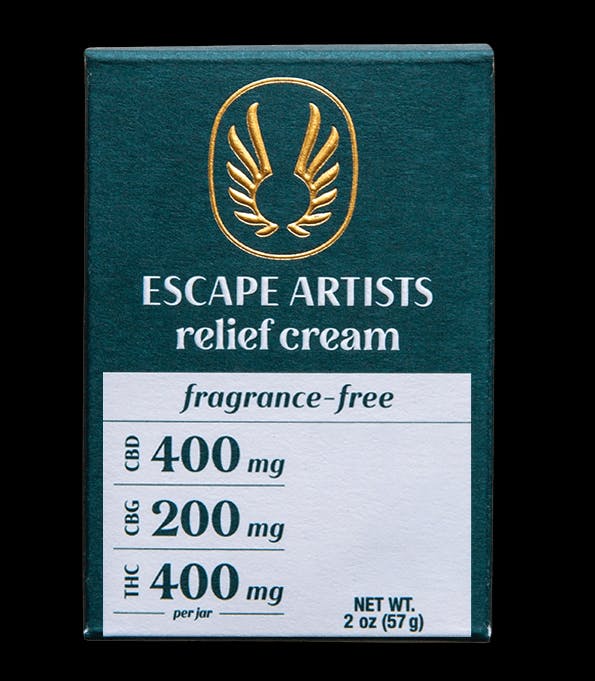 ESCAPE ARTISTS
relief cream
fragrance-free
CBD 400 mg
CBG 200 mg
THC 400 mg
per jar
NET WT.
2 oz (57 g)